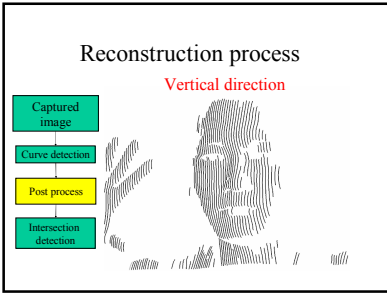 Reconstruction process
Vertical direction
Captured
image
Curve detection
Post process
Intersection
detection